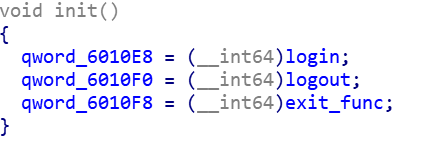 void init()
{
qword_6010E8 = (__int64)login;
qword_6010F0 = (__int64)logout;
qword_6010F8 = (__int64)exit_func;
}